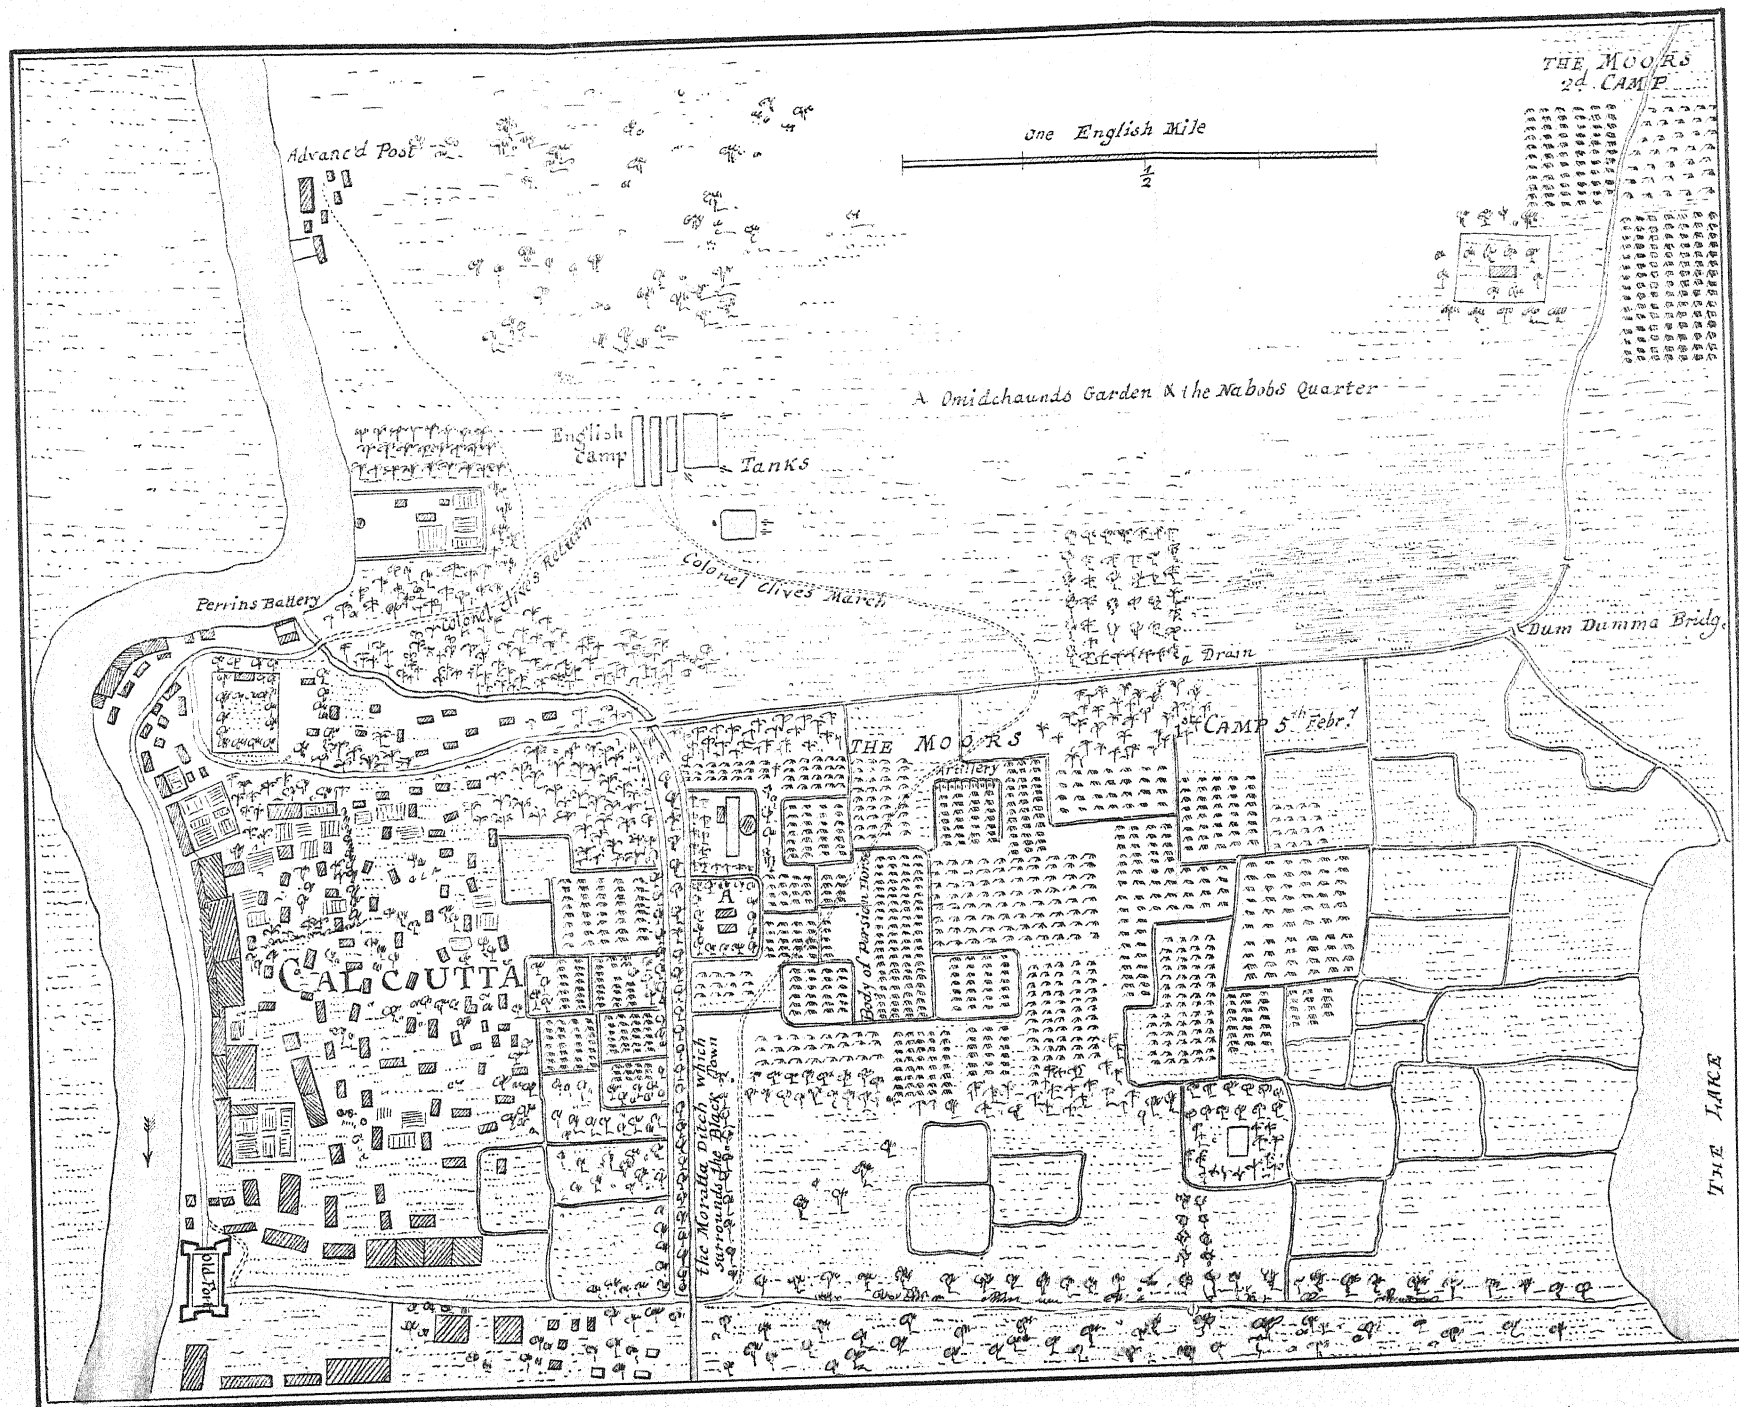 THE MOORS
2d. CAMP
One English Mile
1/2
Advanc'd Post
A Omidchaunds Garden & the Nabobs Quarter
English
Camp
Tanks
Colonel Clives Return
Colonel Clives March
Perrins Battery
Dum Dumma Bridg.
a Drain
THE MOORS 1st CAMP 5th Febr.y
Artillery
A
Body of Persian Horse
CALCUTTA
the Moratta Ditch which
surrounds the Black Town
THE LAKE
Old Fort